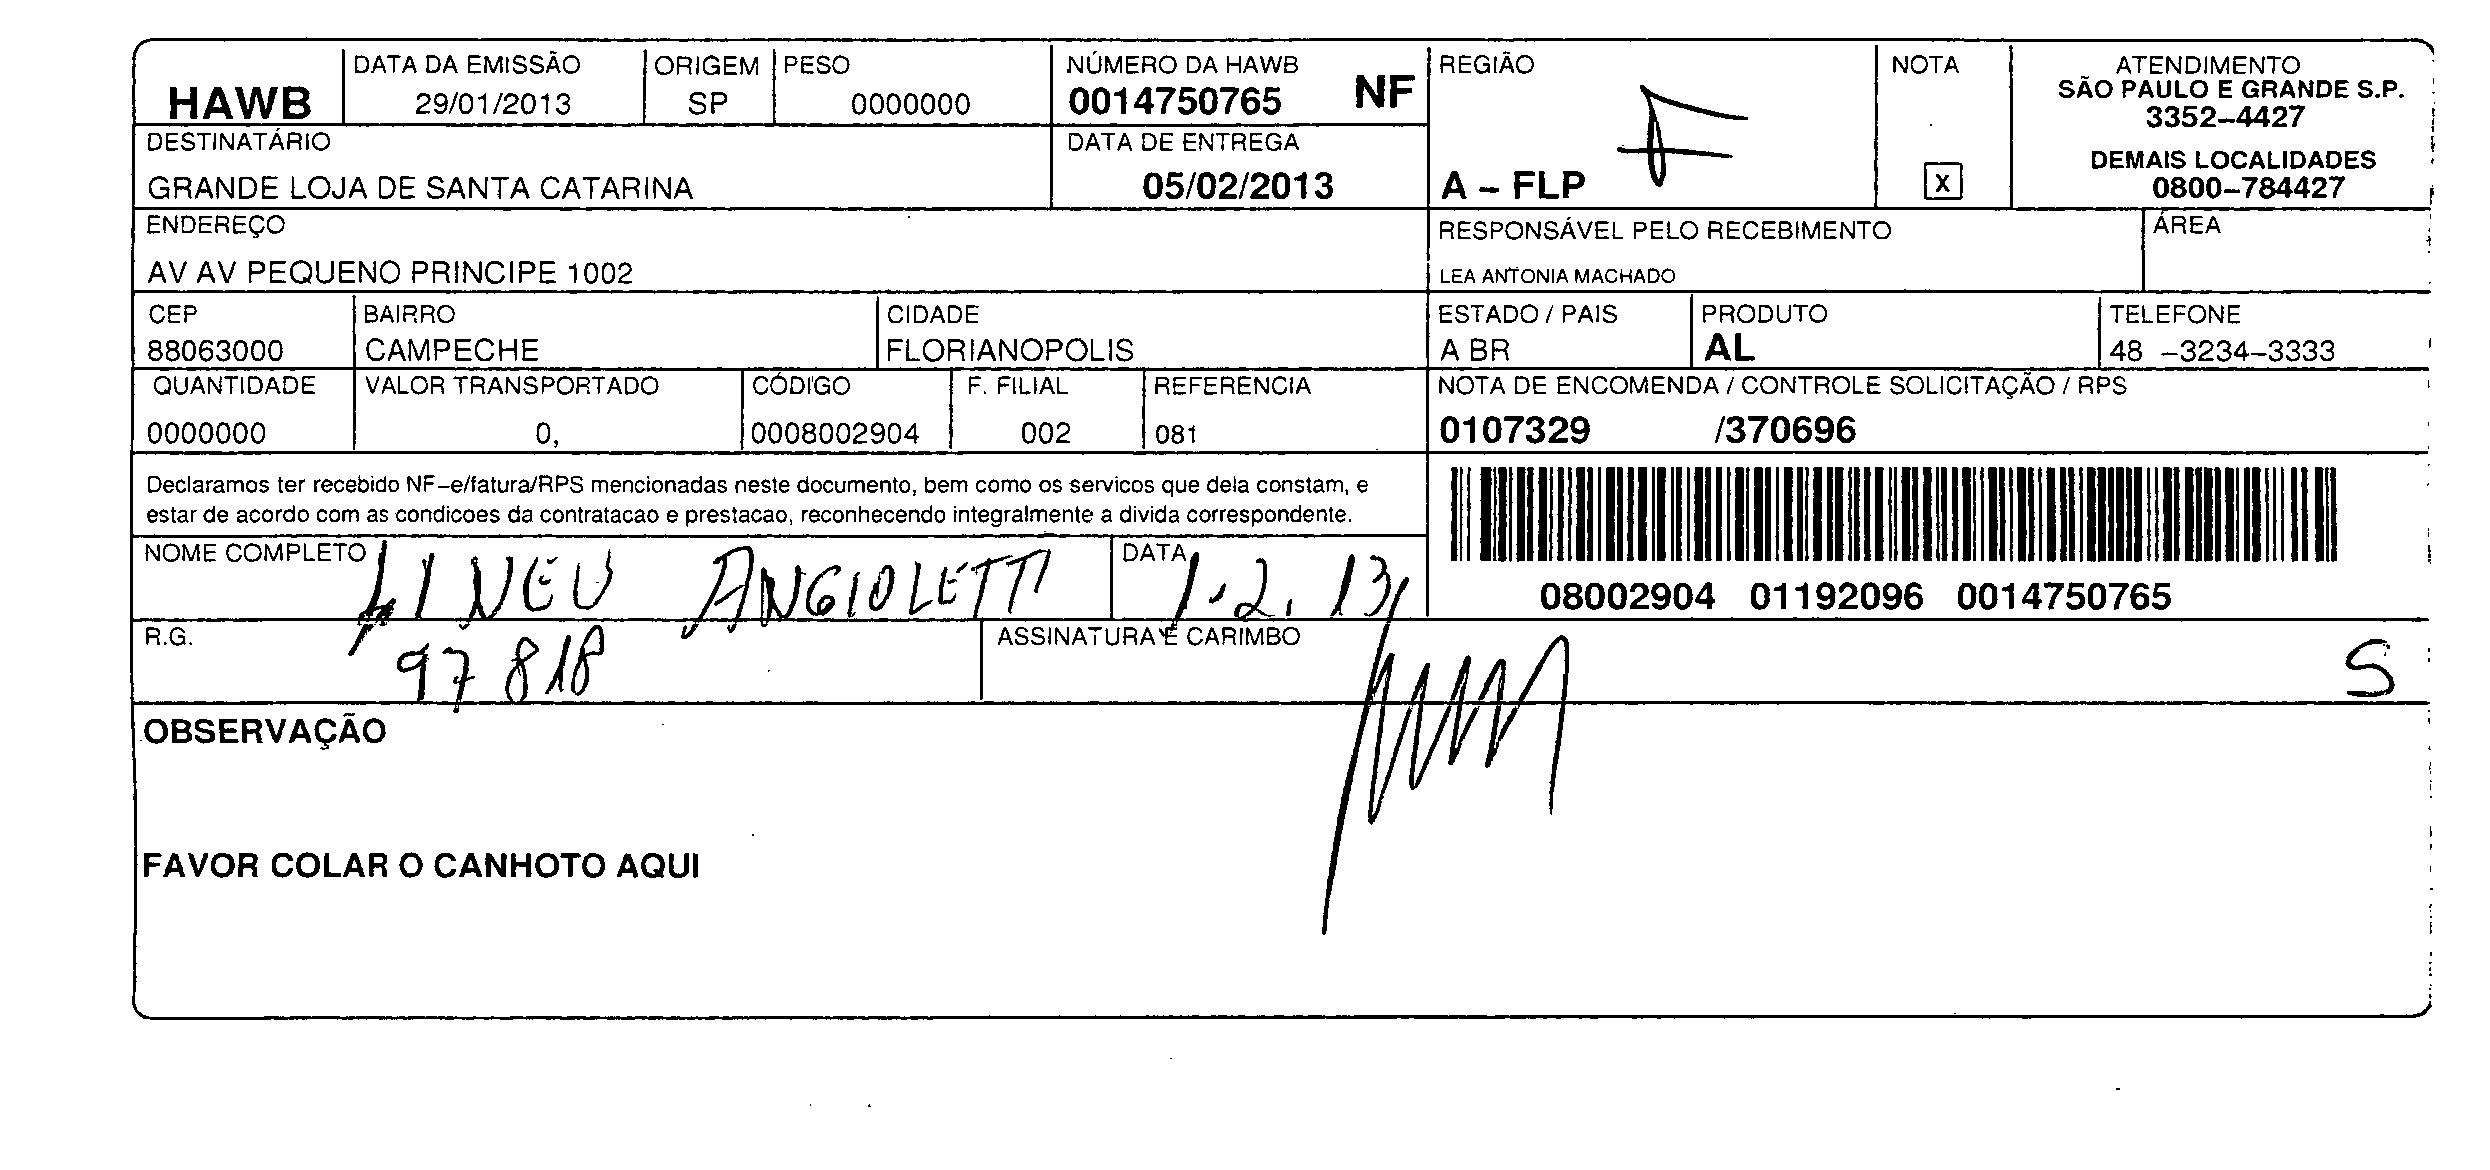 HAWB
DATA DA EMISSÃO
29/01/2013
ORIGEM
SP
PESO
0000000
NÚMERO DA HAWB
0014750765 NF
REGIÃO
A – FLP
NOTA
X
ATENDIMENTO
SÃO PAULO E GRANDE S.P.
3352–4427
DEMAIS LOCALIDADES
0800–784427
DESTINATÁRIO
GRANDE LOJA DE SANTA CATARINA
DATA DE ENTREGA
05/02/2013
ENDEREÇO
AV AV PEQUENO PRINCIPE 1002
RESPONSÁVEL PELO RECEBIMENTO
LEA ANTONIA MACHADO
ÁREA
CEP
88063000
BAIRRO
CAMPECHE
CIDADE
FLORIANOPOLIS
ESTADO / PAIS
A BR
PRODUTO
AL
TELEFONE
48 –3234–3333
QUANTIDADE
0000000
VALOR TRANSPORTADO
0,
CÓDIGO
0008002904
F. FILIAL
002
REFERENCIA
081
NOTA DE ENCOMENDA / CONTROLE SOLICITAÇÃO / RPS
0107329 /370696
Declaramos ter recebido NF–e/fatura/RPS mencionadas neste documento, bem como os servicos que dela constam, e
estar de acordo com as condicoes da contratacao e prestacao, reconhecendo integralmente a divida correspondente.
08002904 01192096 0014750765
NOME COMPLETO
LINEU ANGIOLETTI
DATA
1.2.13
R.G.
97818
ASSINATURA E CARIMBO
S
OBSERVAÇÃO
FAVOR COLAR O CANHOTO AQUI